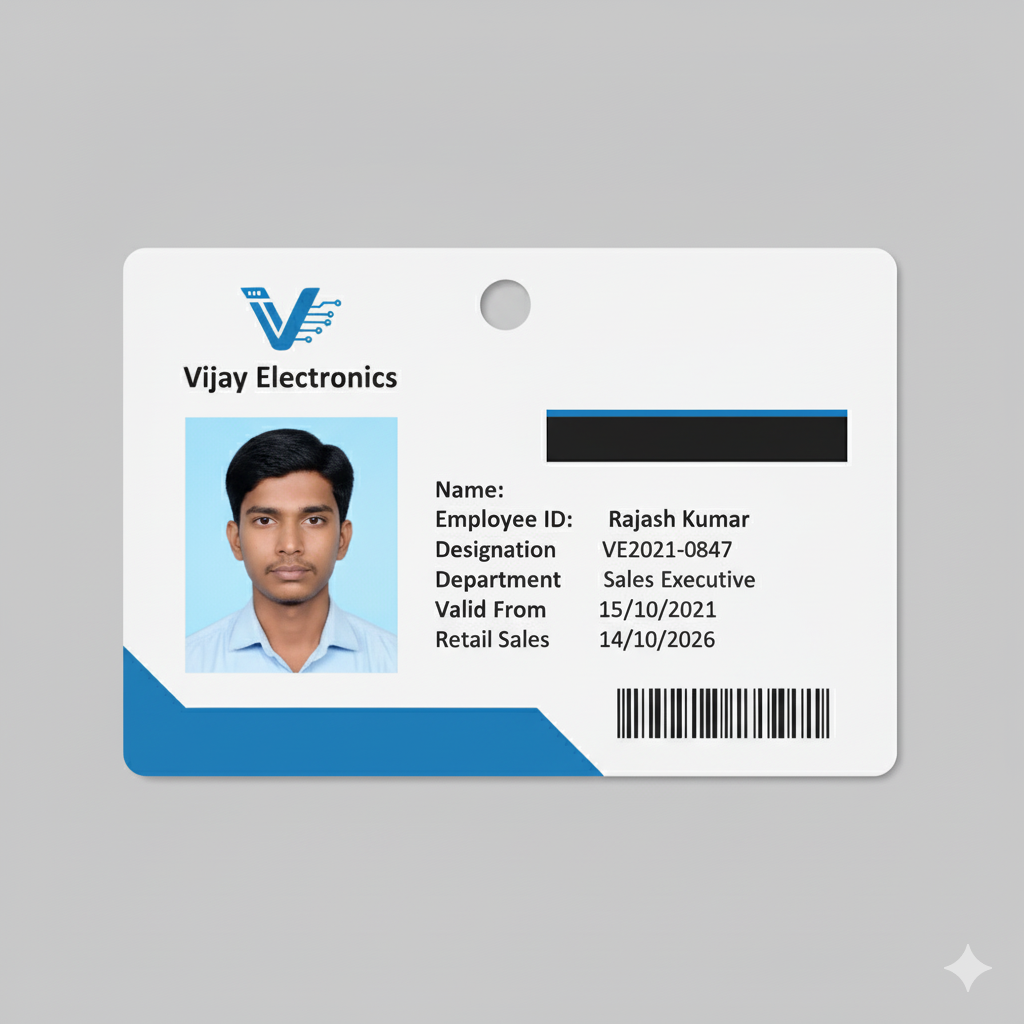 Vijay Electronics
Name:
Employee ID: Rajash Kumar
Designation VE2021-0847
Department Sales Executive
Valid From 15/10/2021
Retail Sales 14/10/2026